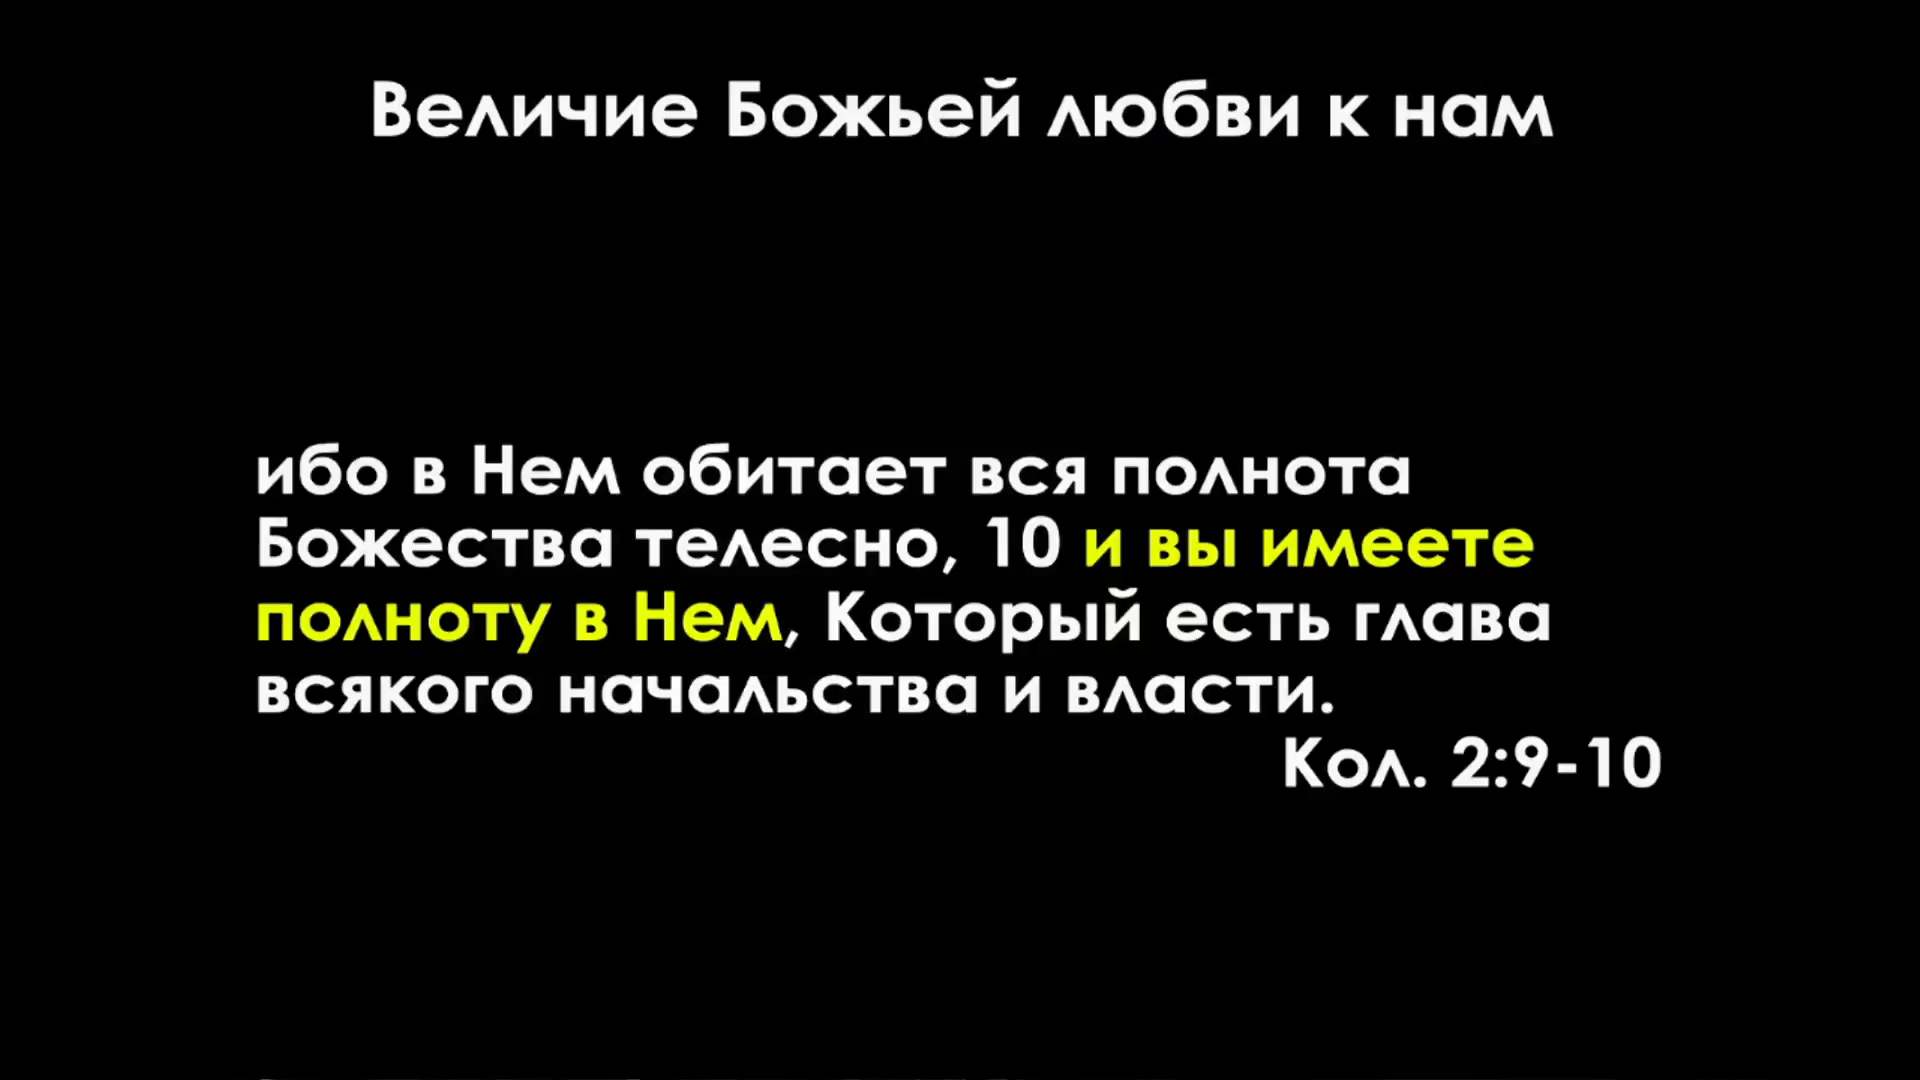 Величие Божьей любви к нам
ибо в Нем обитает вся полнота
Божества телесно, 10 и вы имеете
полноту в Нем, Который есть глава
всякого начальства и власти.
Кол. 2:9-10